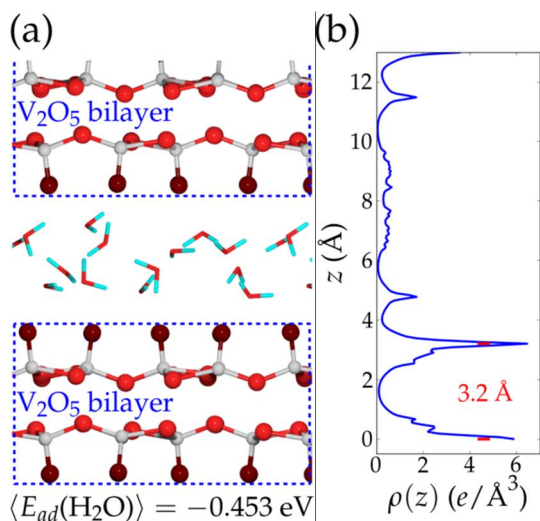 (a)
V₂O₅ bilayer
V₂O₅ bilayer
⟨E_ad(H₂O)⟩ = −0.453 eV
(b)
12
10
8
6
4
2
0
z (Å)
3.2 Å
0 2 4 6
ρ(z) (e/Å³)